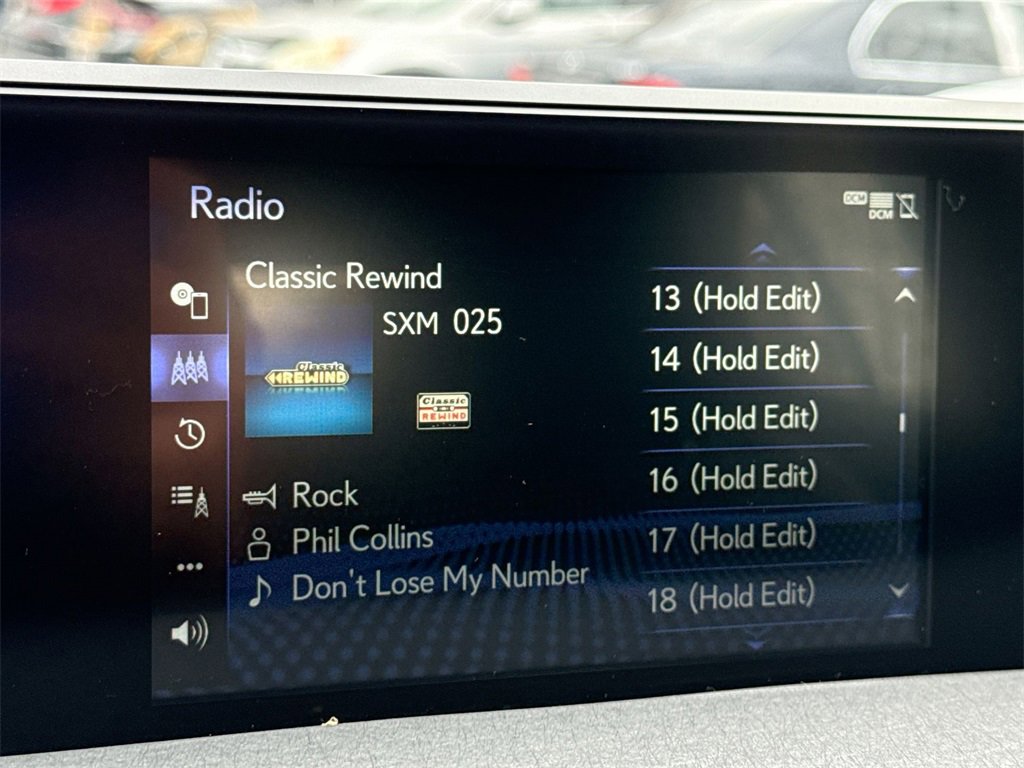 Radio
DCM
DCM
Classic Rewind
SXM 025
Classic
REWIND
Classic
REWIND
Rock
Phil Collins
Don't Lose My Number
13 (Hold Edit)
14 (Hold Edit)
15 (Hold Edit)
16 (Hold Edit)
17 (Hold Edit)
18 (Hold Edit)